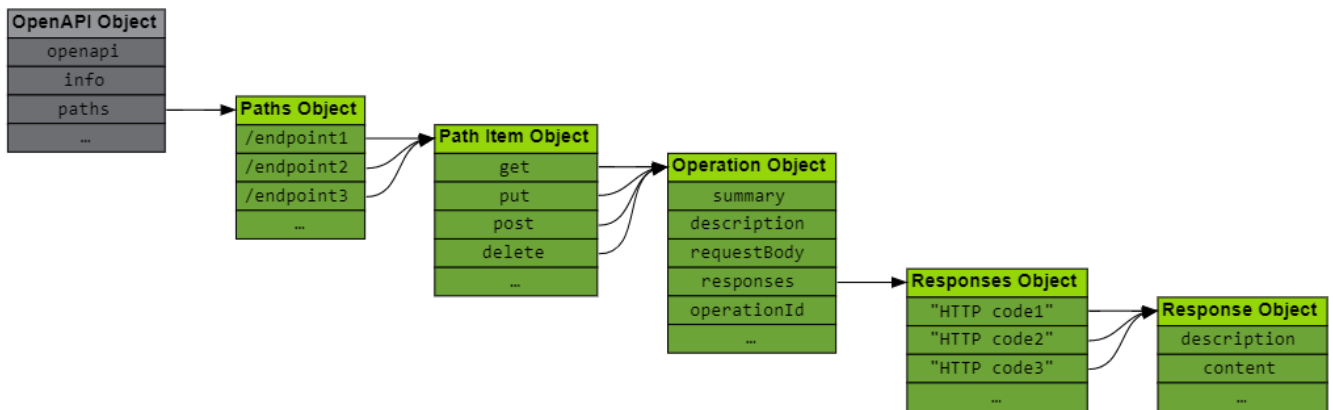 OpenAPI Object
openapi
info
paths
…
Paths Object
/endpoint1
/endpoint2
/endpoint3
…
Path Item Object
get
put
post
delete
…
Operation Object
summary
description
requestBody
responses
operationId
…
Responses Object
"HTTP code1"
"HTTP code2"
"HTTP code3"
…
Response Object
description
content
…